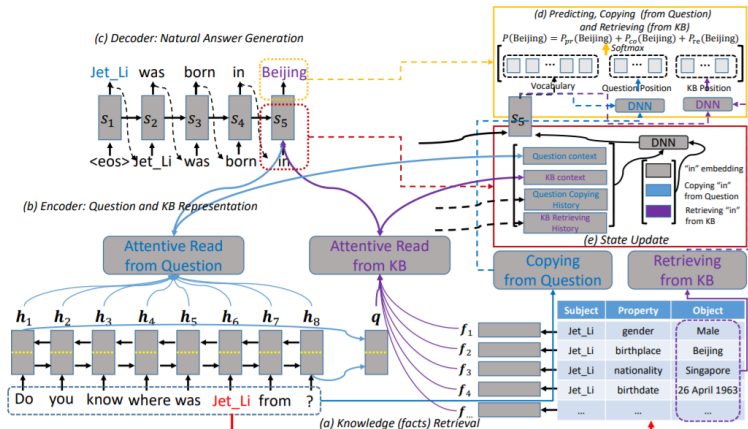 (c) Decoder: Natural Answer Generation
Jet_Li was born in Beijing
s1 s2 s3 s4 s5
<eos> Jet_Li was born in
(d) Predicting, Copying (from Question)
and Retrieving (from KB)
P(Beijing) = Ppr(Beijing) + Pco(Beijing) + Pre(Beijing)
Softmax
... ... ...
Vocabulary Question Position KB Position
DNN DNN
s5
DNN
Question context
KB context
Question Copying
History
KB Retrieving
History
"in" embedding
Copying "in"
from Question
Retrieving "in"
from KB
(e) State Update
(b) Encoder: Question and KB Representation
Attentive Read
from Question
Attentive Read
from KB
Copying
from Question
Retrieving
from KB
h1 h2 h3 h4 h5 h6 h7 h8 q
Do you know where was Jet_Li from ?
f1
f2
f3
f4
f...
Subject Property Object
Jet_Li gender Male
Jet_Li birthplace Beijing
Jet_Li nationality Singapore
Jet_Li birthdate 26 April 1963
... ... ...
(a) Knowledge (facts) Retrieval